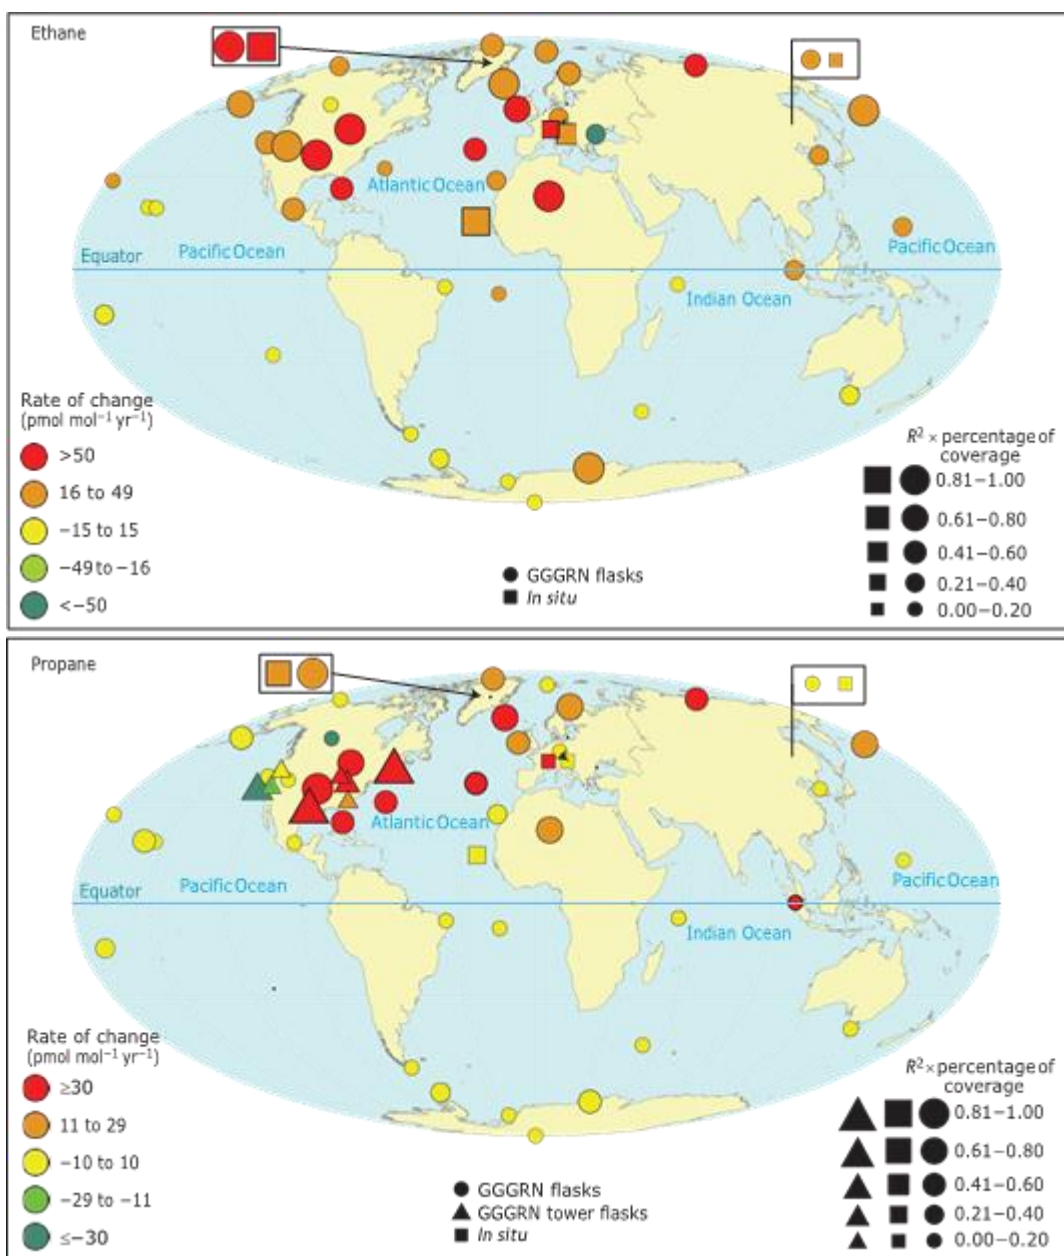 Ethane
Atlantic Ocean
Equator
Pacific Ocean
Pacific Ocean
Indian Ocean
Rate of change
(pmol mol⁻¹ yr⁻¹)
>50
16 to 49
−15 to 15
−49 to −16
<−50
GGGRN flasks
In situ
R² × percentage of
coverage
0.81−1.00
0.61−0.80
0.41−0.60
0.21−0.40
0.00−0.20
Propane
Atlantic Ocean
Equator
Pacific Ocean
Pacific Ocean
Indian Ocean
Rate of change
(pmol mol⁻¹ yr⁻¹)
≥30
11 to 29
−10 to 10
−29 to −11
≤−30
GGGRN flasks
GGGRN tower flasks
In situ
R² × percentage of
coverage
0.81−1.00
0.61−0.80
0.41−0.60
0.21−0.40
0.00−0.20